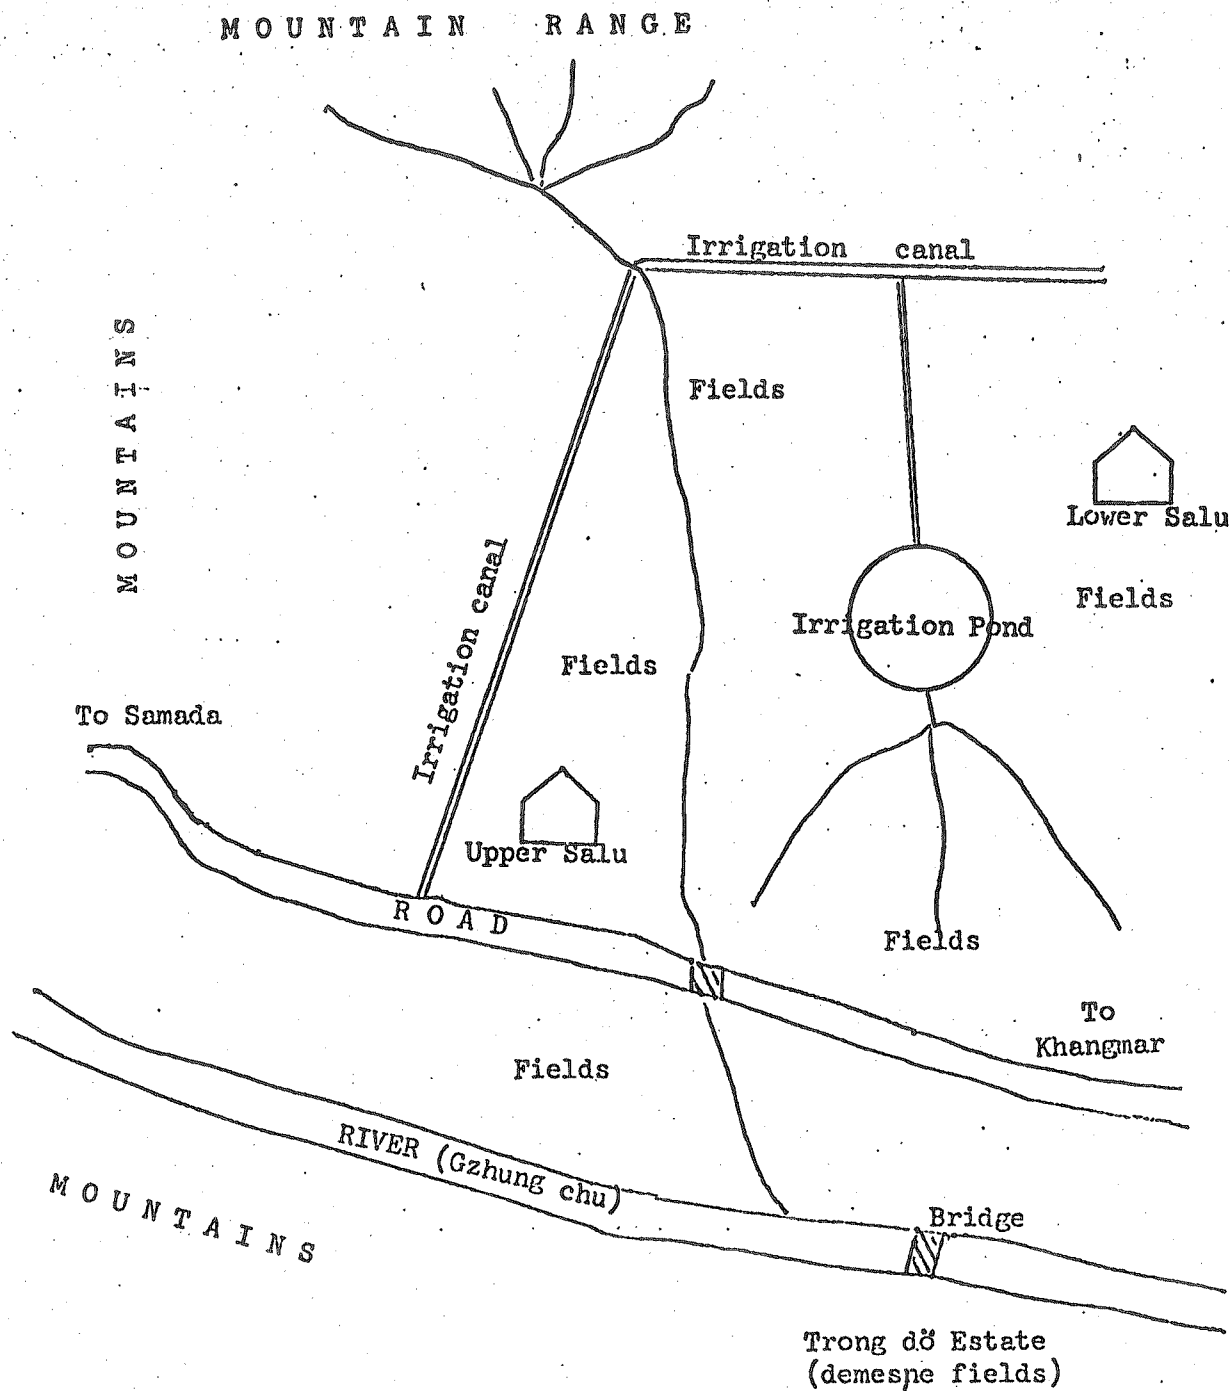 MOUNTAIN RANGE
Irrigation canal
MOUNTAINS
Fields
Lower Salu
Fields
Irrigation Pond
Irrigation canal
Fields
To Samada
Upper Salu
ROAD
Fields
To
Khangmar
Fields
RIVER (Gzhung chu)
MOUNTAINS
Bridge
Trong dö Estate
(demesne fields)